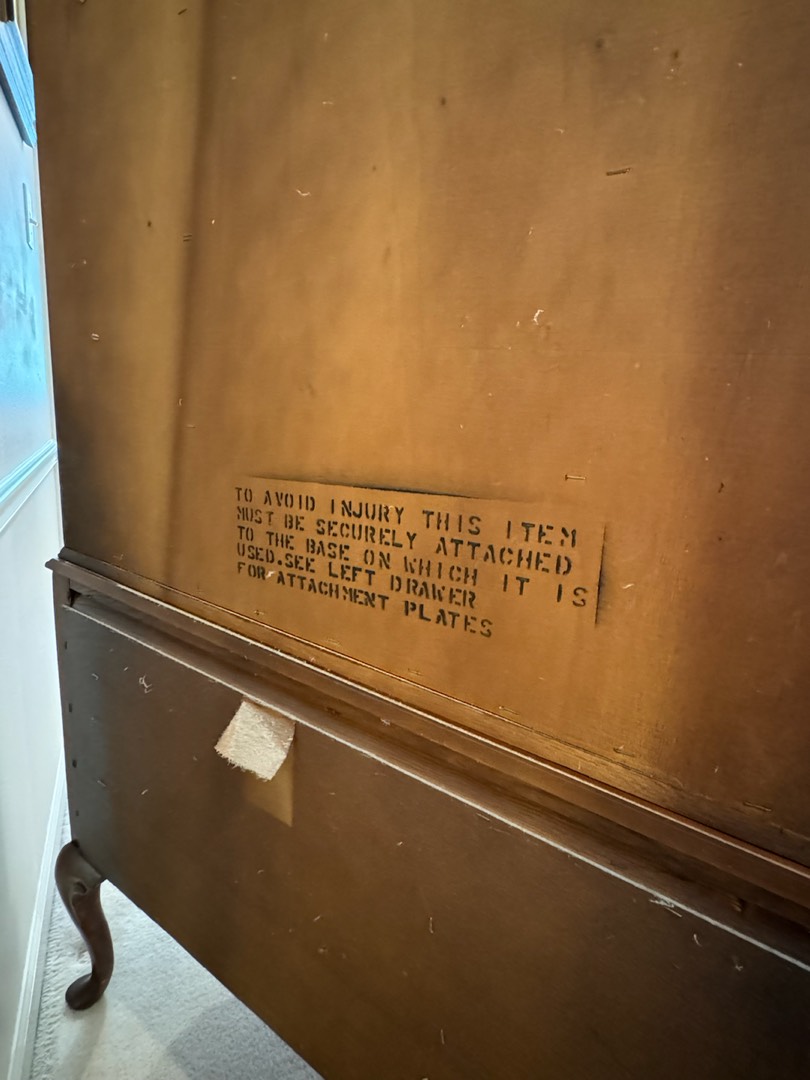 TO AVOID INJURY THIS ITEM
MUST BE SECURELY ATTACHED
TO THE BASE ON WHICH IT IS
USED.SEE LEFT DRAWER
FOR ATTACHMENT PLATES